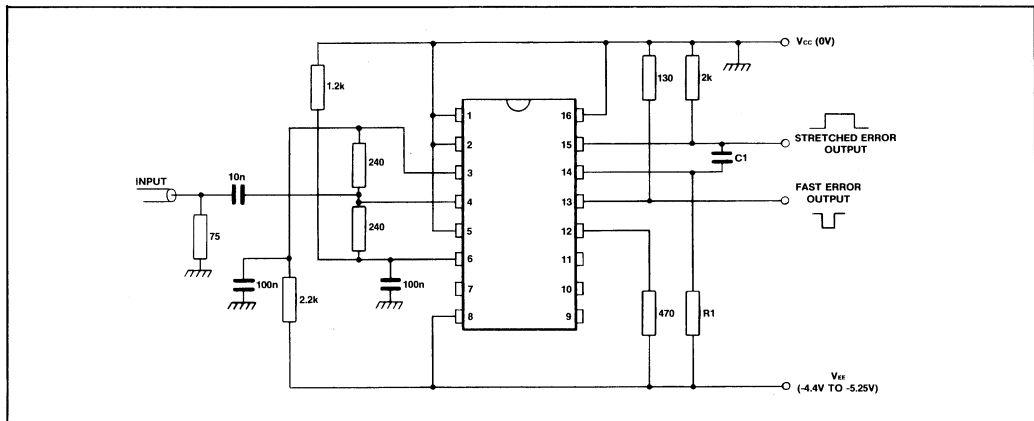 VCC (0V)
1.2k
130
2k
1
16
2
15
STRETCHED ERROR
OUTPUT
240
C1
INPUT
10n
3
14
4
13
FAST ERROR
OUTPUT
240
5
12
75
6
11
100n
100n
7
10
2.2k
8
9
470
R1
VEE
(-4.4V TO -5.25V)